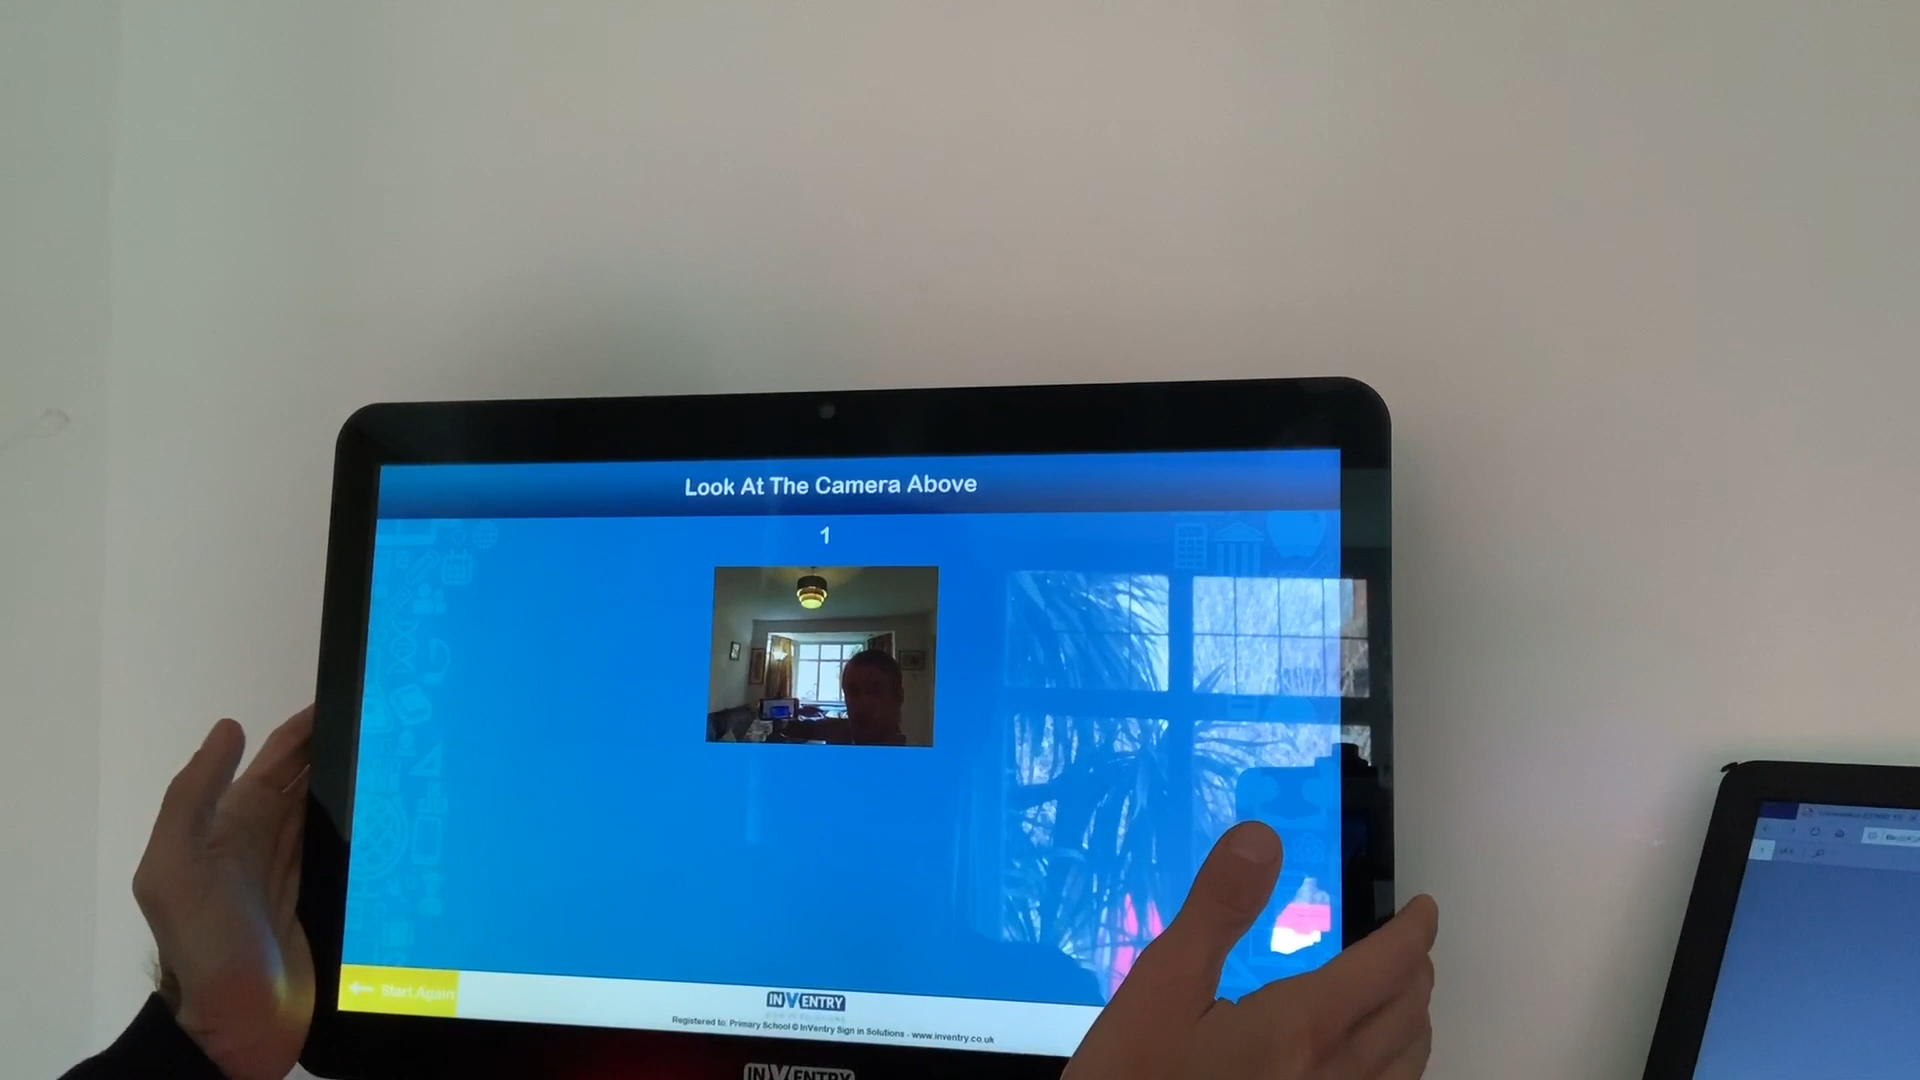 Look At The Camera Above
1
Start Again
INVENTRY
Registered to: Primary School © InVentry Sign in Solutions - www.inventry.co.uk
INVENTRY